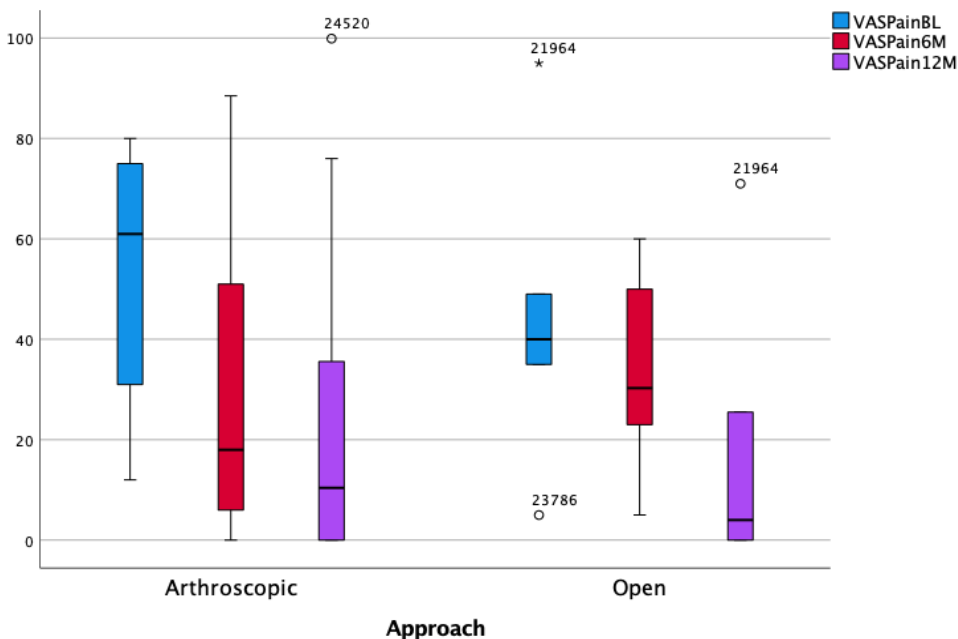 24520
100
21964
VASPainBL
VASPain6M
VASPain12M
80
21964
60
40
20
23786
0
Arthroscopic
Open
Approach